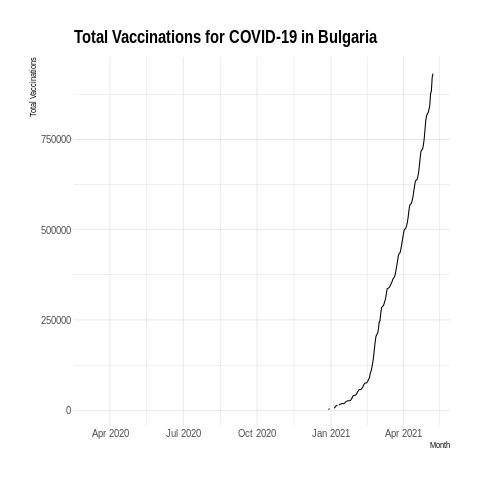 Total Vaccinations for COVID-19 in Bulgaria
Total Vaccinations
750000
500000
250000
0
Apr 2020 Jul 2020 Oct 2020 Jan 2021 Apr 2021
Month